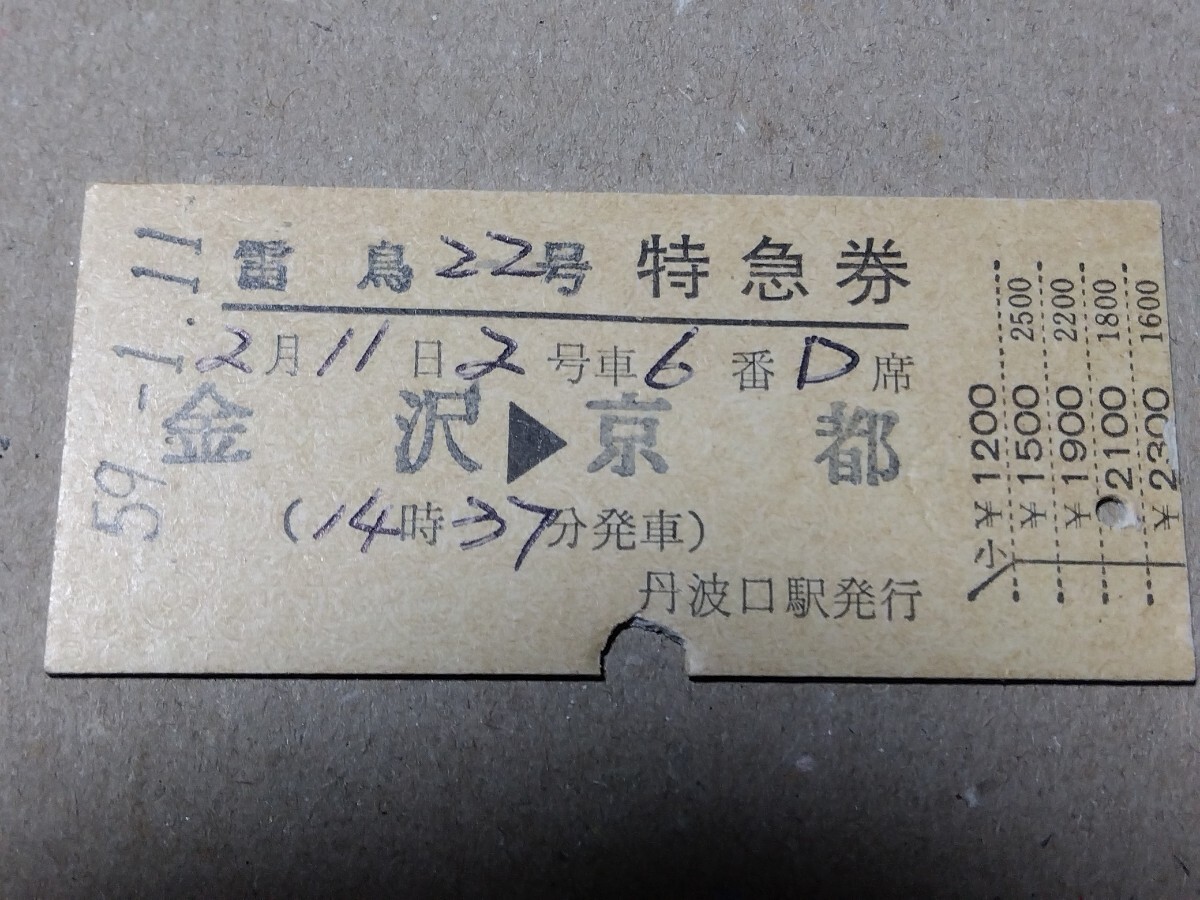 雷鳥22号 特急券
2月11日2号車6番D席
金沢▶京都
(14時37分発車)
丹波口駅発行
59-1.11
小
¥1200
¥1500 2500
¥1900 2200
2100 1800
¥2300 1600